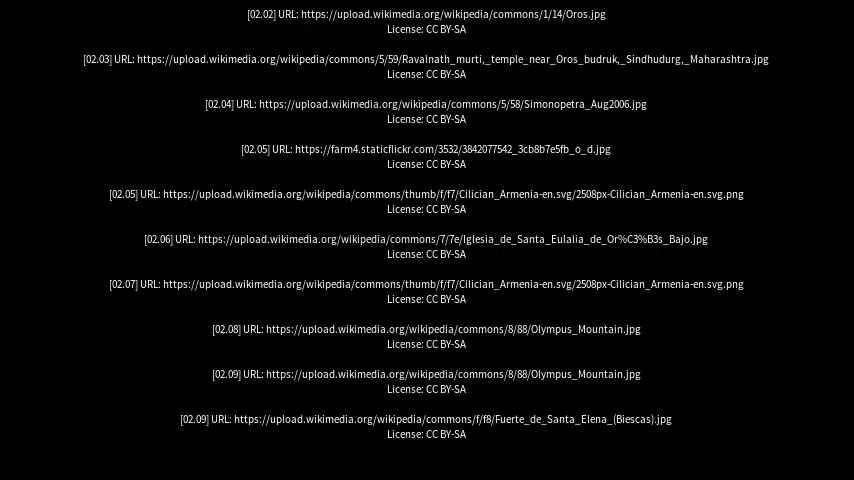 [02.02] URL: https://upload.wikimedia.org/wikipedia/commons/1/14/Oros.jpg
License: CC BY-SA
[02.03] URL: https://upload.wikimedia.org/wikipedia/commons/5/59/Ravalnath_murti,_temple_near_Oros_budruk,_Sindhudurg,_Maharashtra.jpg
License: CC BY-SA
[02.04] URL: https://upload.wikimedia.org/wikipedia/commons/5/58/Simonopetra_Aug2006.jpg
License: CC BY-SA
[02.05] URL: https://farm4.staticflickr.com/3532/3842077542_3cb8b7e5fb_o_d.jpg
License: CC BY-SA
[02.05] URL: https://upload.wikimedia.org/wikipedia/commons/thumb/f/f7/Cilician_Armenia-en.svg/2508px-Cilician_Armenia-en.svg.png
License: CC BY-SA
[02.06] URL: https://upload.wikimedia.org/wikipedia/commons/7/7e/Iglesia_de_Santa_Eulalia_de_Or%C3%B3s_Bajo.jpg
License: CC BY-SA
[02.07] URL: https://upload.wikimedia.org/wikipedia/commons/thumb/f/f7/Cilician_Armenia-en.svg/2508px-Cilician_Armenia-en.svg.png
License: CC BY-SA
[02.08] URL: https://upload.wikimedia.org/wikipedia/commons/8/88/Olympus_Mountain.jpg
License: CC BY-SA
[02.09] URL: https://upload.wikimedia.org/wikipedia/commons/8/88/Olympus_Mountain.jpg
License: CC BY-SA
[02.09] URL: https://upload.wikimedia.org/wikipedia/commons/f/f8/Fuerte_de_Santa_Elena_(Biescas).jpg
License: CC BY-SA